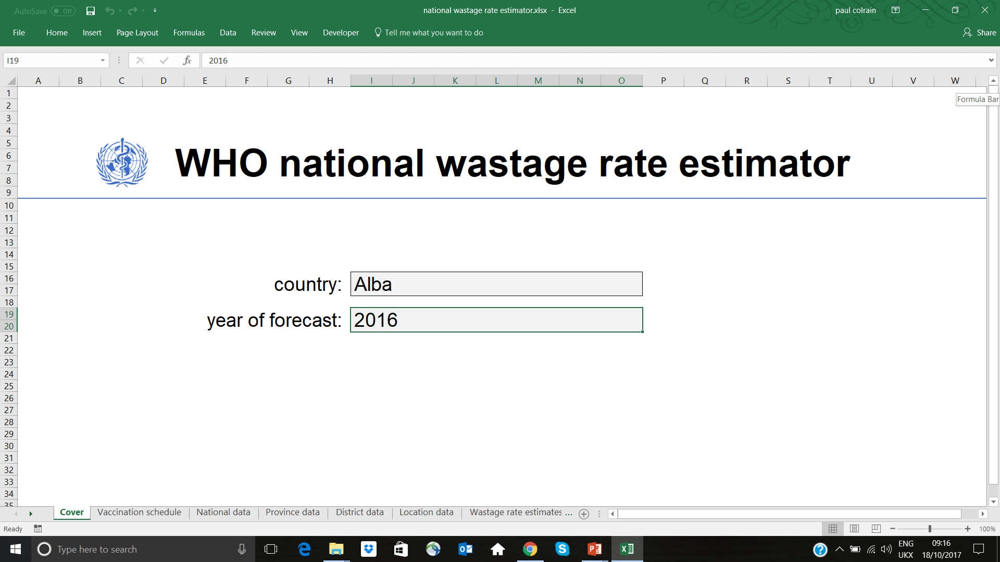 AutoSave Off
national wastage rate estimator.xlsx - Excel
paul colrain
File Home Insert Page Layout Formulas Data Review View Developer Tell me what you want to do Share
I19 fx 2016
A B C D E F G H I J K L M N O P Q R S T U V W
Formula Bar
1
2
3
4
5
6
7
8
9
10
11
12
13
14
15
16
17
18
19
20
21
22
23
24
25
26
27
28
29
30
31
32
33
34
35
WHO national wastage rate estimator
country: Alba
year of forecast: 2016
Cover Vaccination schedule National data Province data District data Location data Wastage rate estimates ...
Ready 100%
Type here to search
ENG 09:16
UKX 18/10/2017